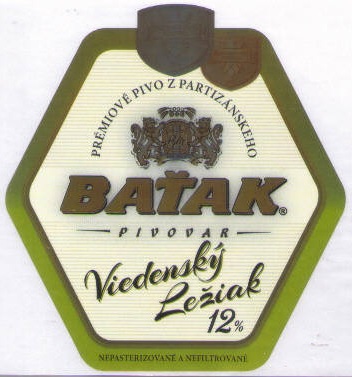 PRÉMIOVÉ PIVO Z PARTIZÁNSKEHO
BAŤAK®
PIVOVAR
Viedenský
Ležiak
12%
NEPASTERIZOVANÉ A NEFILTROVANÉ